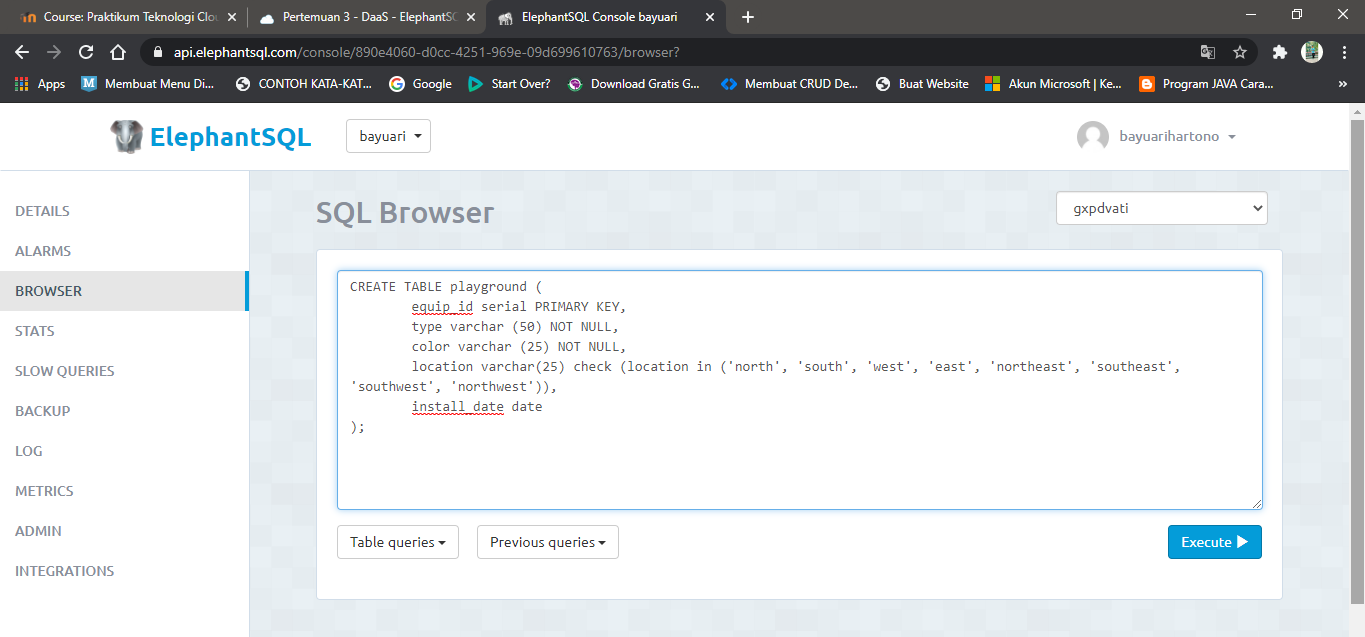 Course: Praktikum Teknologi Clou
Pertemuan 3 - DaaS - ElephantSQ
ElephantSQL Console bayuari
api.elephantsql.com/console/890e4060-d0cc-4251-969e-09d699610763/browser?
Apps
Membuat Menu Di...
CONTOH KATA-KAT...
Google
Start Over?
Download Gratis G...
Membuat CRUD De...
Buat Website
Akun Microsoft | Ke...
Program JAVA Cara...
»
ElephantSQL
bayuari
bayuarihartono
DETAILS
ALARMS
BROWSER
STATS
SLOW QUERIES
BACKUP
LOG
METRICS
ADMIN
INTEGRATIONS
SQL Browser
gxpdvati
CREATE TABLE playground (
equip_id serial PRIMARY KEY,
type varchar (50) NOT NULL,
color varchar (25) NOT NULL,
location varchar(25) check (location in ('north', 'south', 'west', 'east', 'northeast', 'southeast',
'southwest', 'northwest')),
install_date date
);
Table queries
Previous queries
Execute